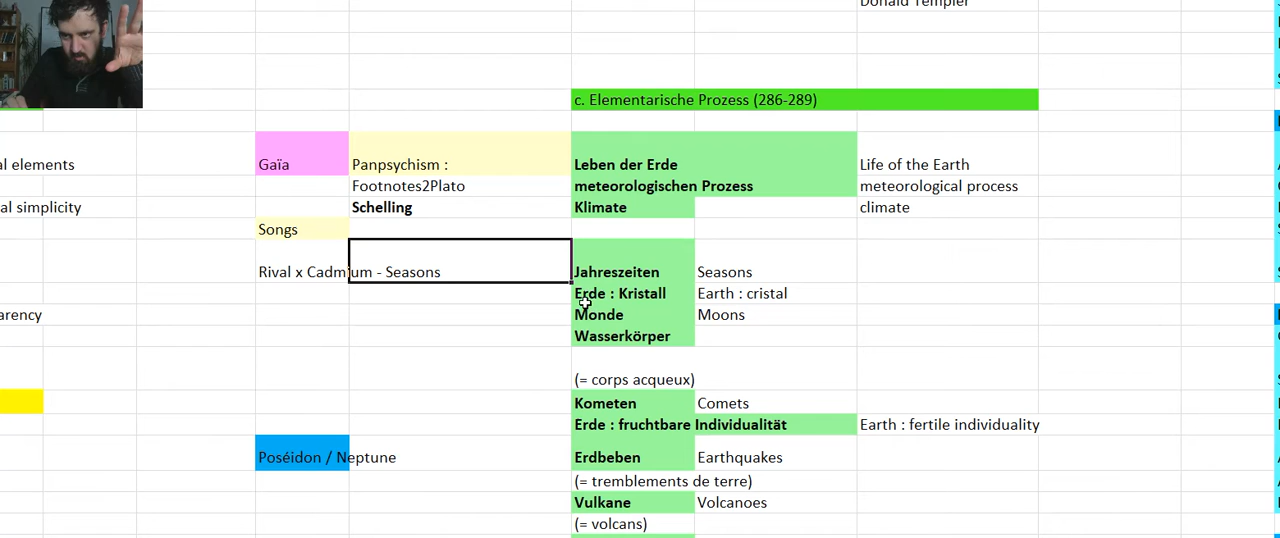 Donald Templer
c. Elementarische Prozess (286-289)
al elements
Gaïa
Panpsychism :
Leben der Erde
Life of the Earth
Footnotes2Plato
meteorologischen Prozess
meteorological process
al simplicity
Schelling
Klimate
climate
Songs
Rival x Cadmium - Seasons
Jahreszeiten
Seasons
Erde : Kristall
Earth : cristal
arency
Monde
Moons
Wasserkörper
(= corps acqueux)
Kometen
Comets
Erde : fruchtbare Individualität
Earth : fertile individuality
Poséidon / Neptune
Erdbeben
Earthquakes
(= tremblements de terre)
Vulkane
Volcanoes
(= volcans)